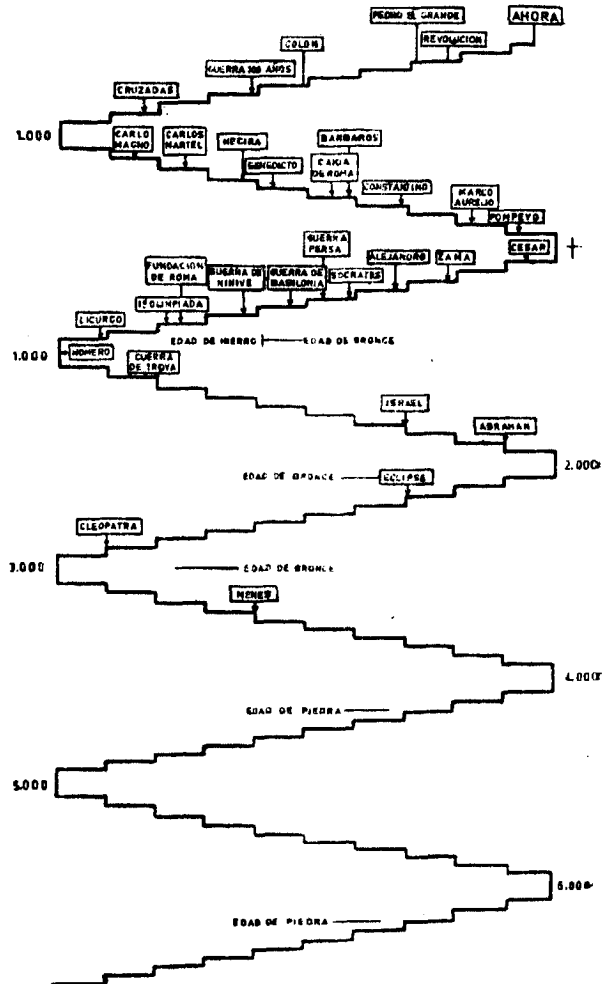 AHORA
PEDRO EL GRANDE
REVOLUCION
COLON
GUERRA 100 AÑOS
CRUZADAS
1.000
CARLO
MAGNO
CARLOS
MARTEL
HEGIRA
BENEDICTO
BARBAROS
CAIDA
DE ROMA
CONSTANTINO
MARCO
AURELIO
POMPEYO
CESAR
GUERRA
PERSA
FUNDACION
DE ROMA
GUERRA DE
NINIVE
GUERRA DE
BABILONIA
SOCRATES
ALEJANDRO
ZAMA
OLIMPIADA
LICURGO
EDAD DE HIERRO
EDAD DE BRONCE
1.000
HOMERO
GUERRA
DE TROYA
ISRAEL
ABRAHAN
2.000
EDAD DE BRONCE
ECLIPSE
CLEOPATRA
3.000
EDAD DE BRONCE
MENES
4.000
EDAD DE PIEDRA
5.000
6.000
EDAD DE PIEDRA